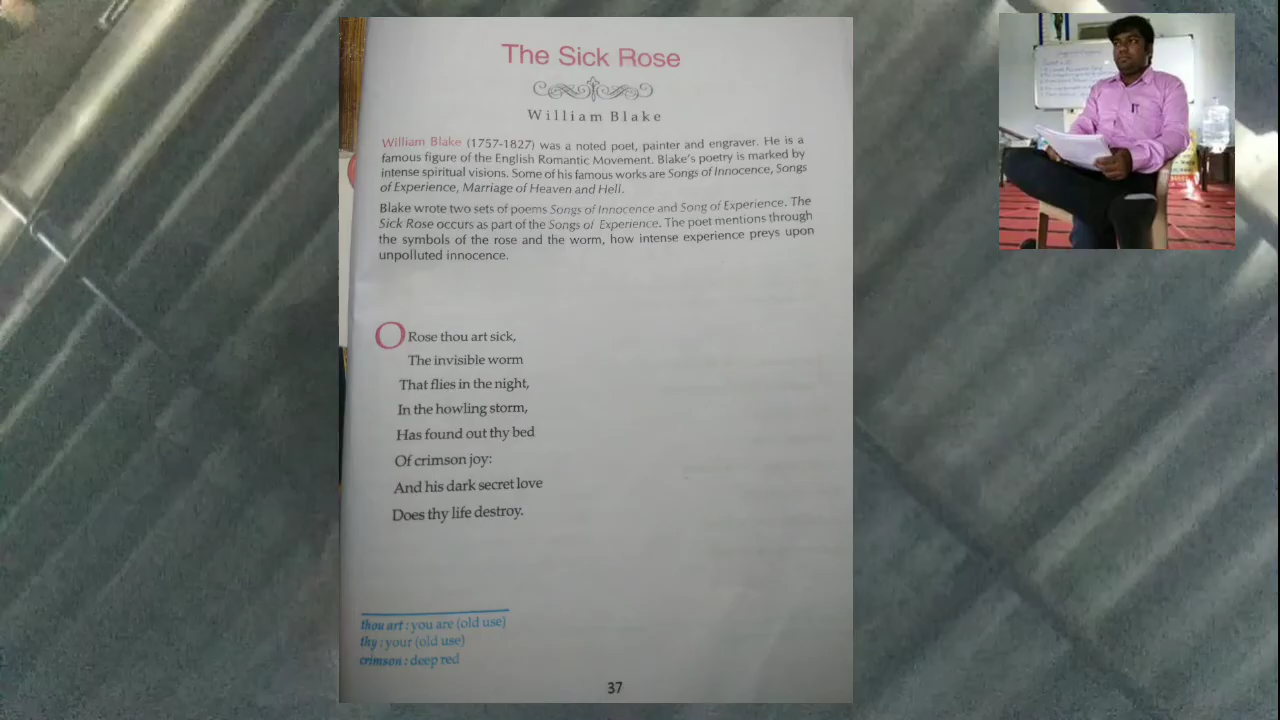 The Sick Rose
William Blake
William Blake (1757-1827) was a noted poet, painter and engraver. He is a
famous figure of the English Romantic Movement. Blake's poetry is marked by
intense spiritual visions. Some of his famous works are Songs of Innocence, Songs
of Experience, Marriage of Heaven and Hell.
Blake wrote two sets of poems Songs of Innocence and Song of Experience. The
Sick Rose occurs as part of the Songs of Experience. The poet mentions through
the symbols of the rose and the worm, how intense experience preys upon
unpolluted innocence.
O Rose thou art sick,
The invisible worm
That flies in the night,
In the howling storm,
Has found out thy bed
Of crimson joy:
And his dark secret love
Does thy life destroy.
thou art : you are (old use)
thy : your (old use)
crimson : deep red
37